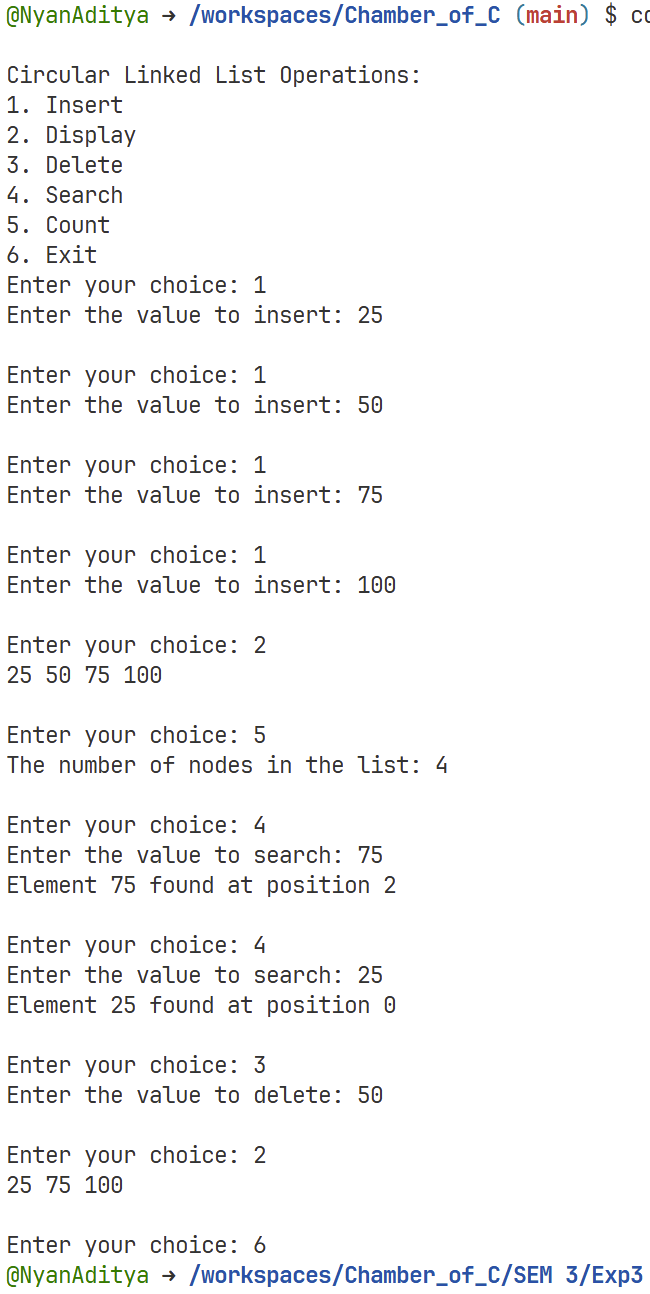 @NyanAditya → /workspaces/Chamber_of_C (main) $
Circular Linked List Operations:
1. Insert
2. Display
3. Delete
4. Search
5. Count
6. Exit
Enter your choice: 1
Enter the value to insert: 25
Enter your choice: 1
Enter the value to insert: 50
Enter your choice: 1
Enter the value to insert: 75
Enter your choice: 1
Enter the value to insert: 100
Enter your choice: 2
25 50 75 100
Enter your choice: 5
The number of nodes in the list: 4
Enter your choice: 4
Enter the value to search: 75
Element 75 found at position 2
Enter your choice: 4
Enter the value to search: 25
Element 25 found at position 0
Enter your choice: 3
Enter the value to delete: 50
Enter your choice: 2
25 75 100
Enter your choice: 6
@NyanAditya → /workspaces/Chamber_of_C/SEM 3/Exp3